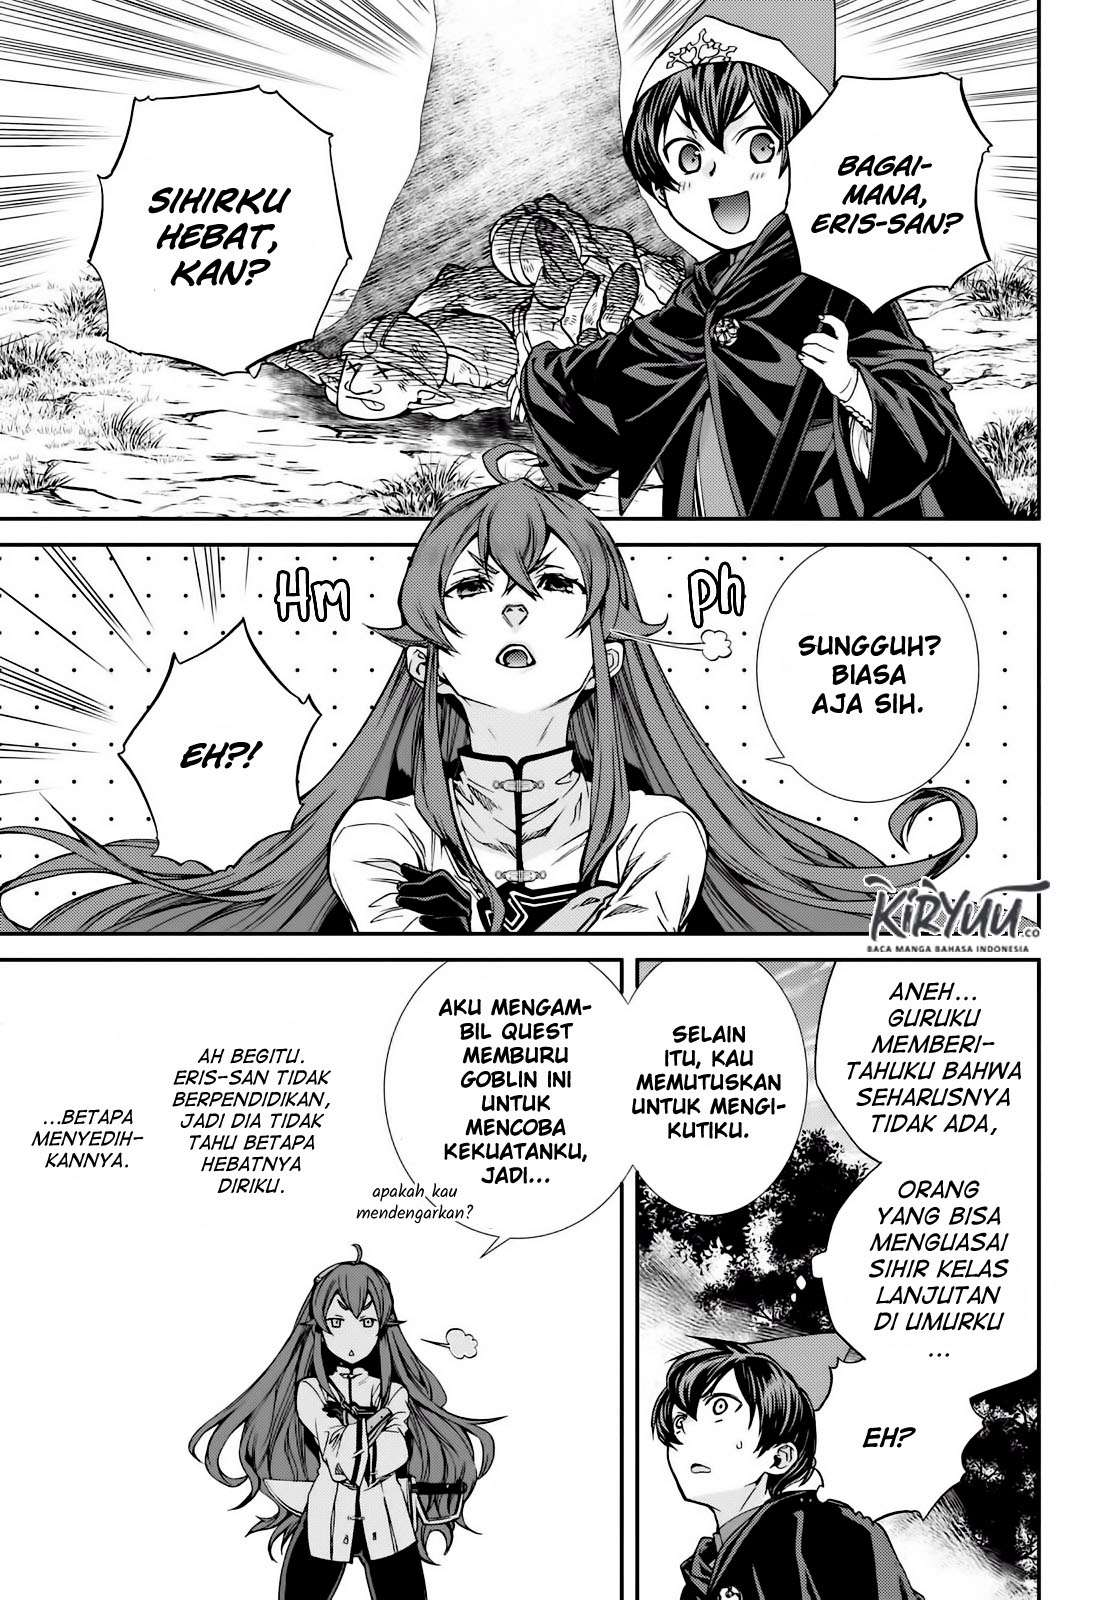 BAGAI-
MANA,
ERIS-SAN?
SIHIRKU
HEBAT,
KAN?
Hm
Ph
SUNGGUH?
BIASA
AJA SIH.
EH?!
KiRYUU.CO
BACA MANGA BAHASA INDONESIA
ANEH...
GURUKU
MEMBERI-
TAHUKU BAHWA
SEHARUSNYA
TIDAK ADA,
ORANG
YANG BISA
MENGUASAI
SIHIR KELAS
LANJUTAN
DI UMURKU
...
EH?
SELAIN
ITU, KAU
MEMUTUSKAN
UNTUK MENGI-
KUTIKU.
AKU MENGAM-
BIL QUEST
MEMBURU
GOBLIN INI
UNTUK
MENCOBA
KEKUATANKU,
JADI...
apakah kau
mendengarkan?
AH BEGITU.
ERIS-SAN TIDAK
BERPENDIDIKAN,
JADI DIA TIDAK
TAHU BETAPA
HEBATNYA
DIRIKU.
...BETAPA
MENYEDIH-
KANNYA.